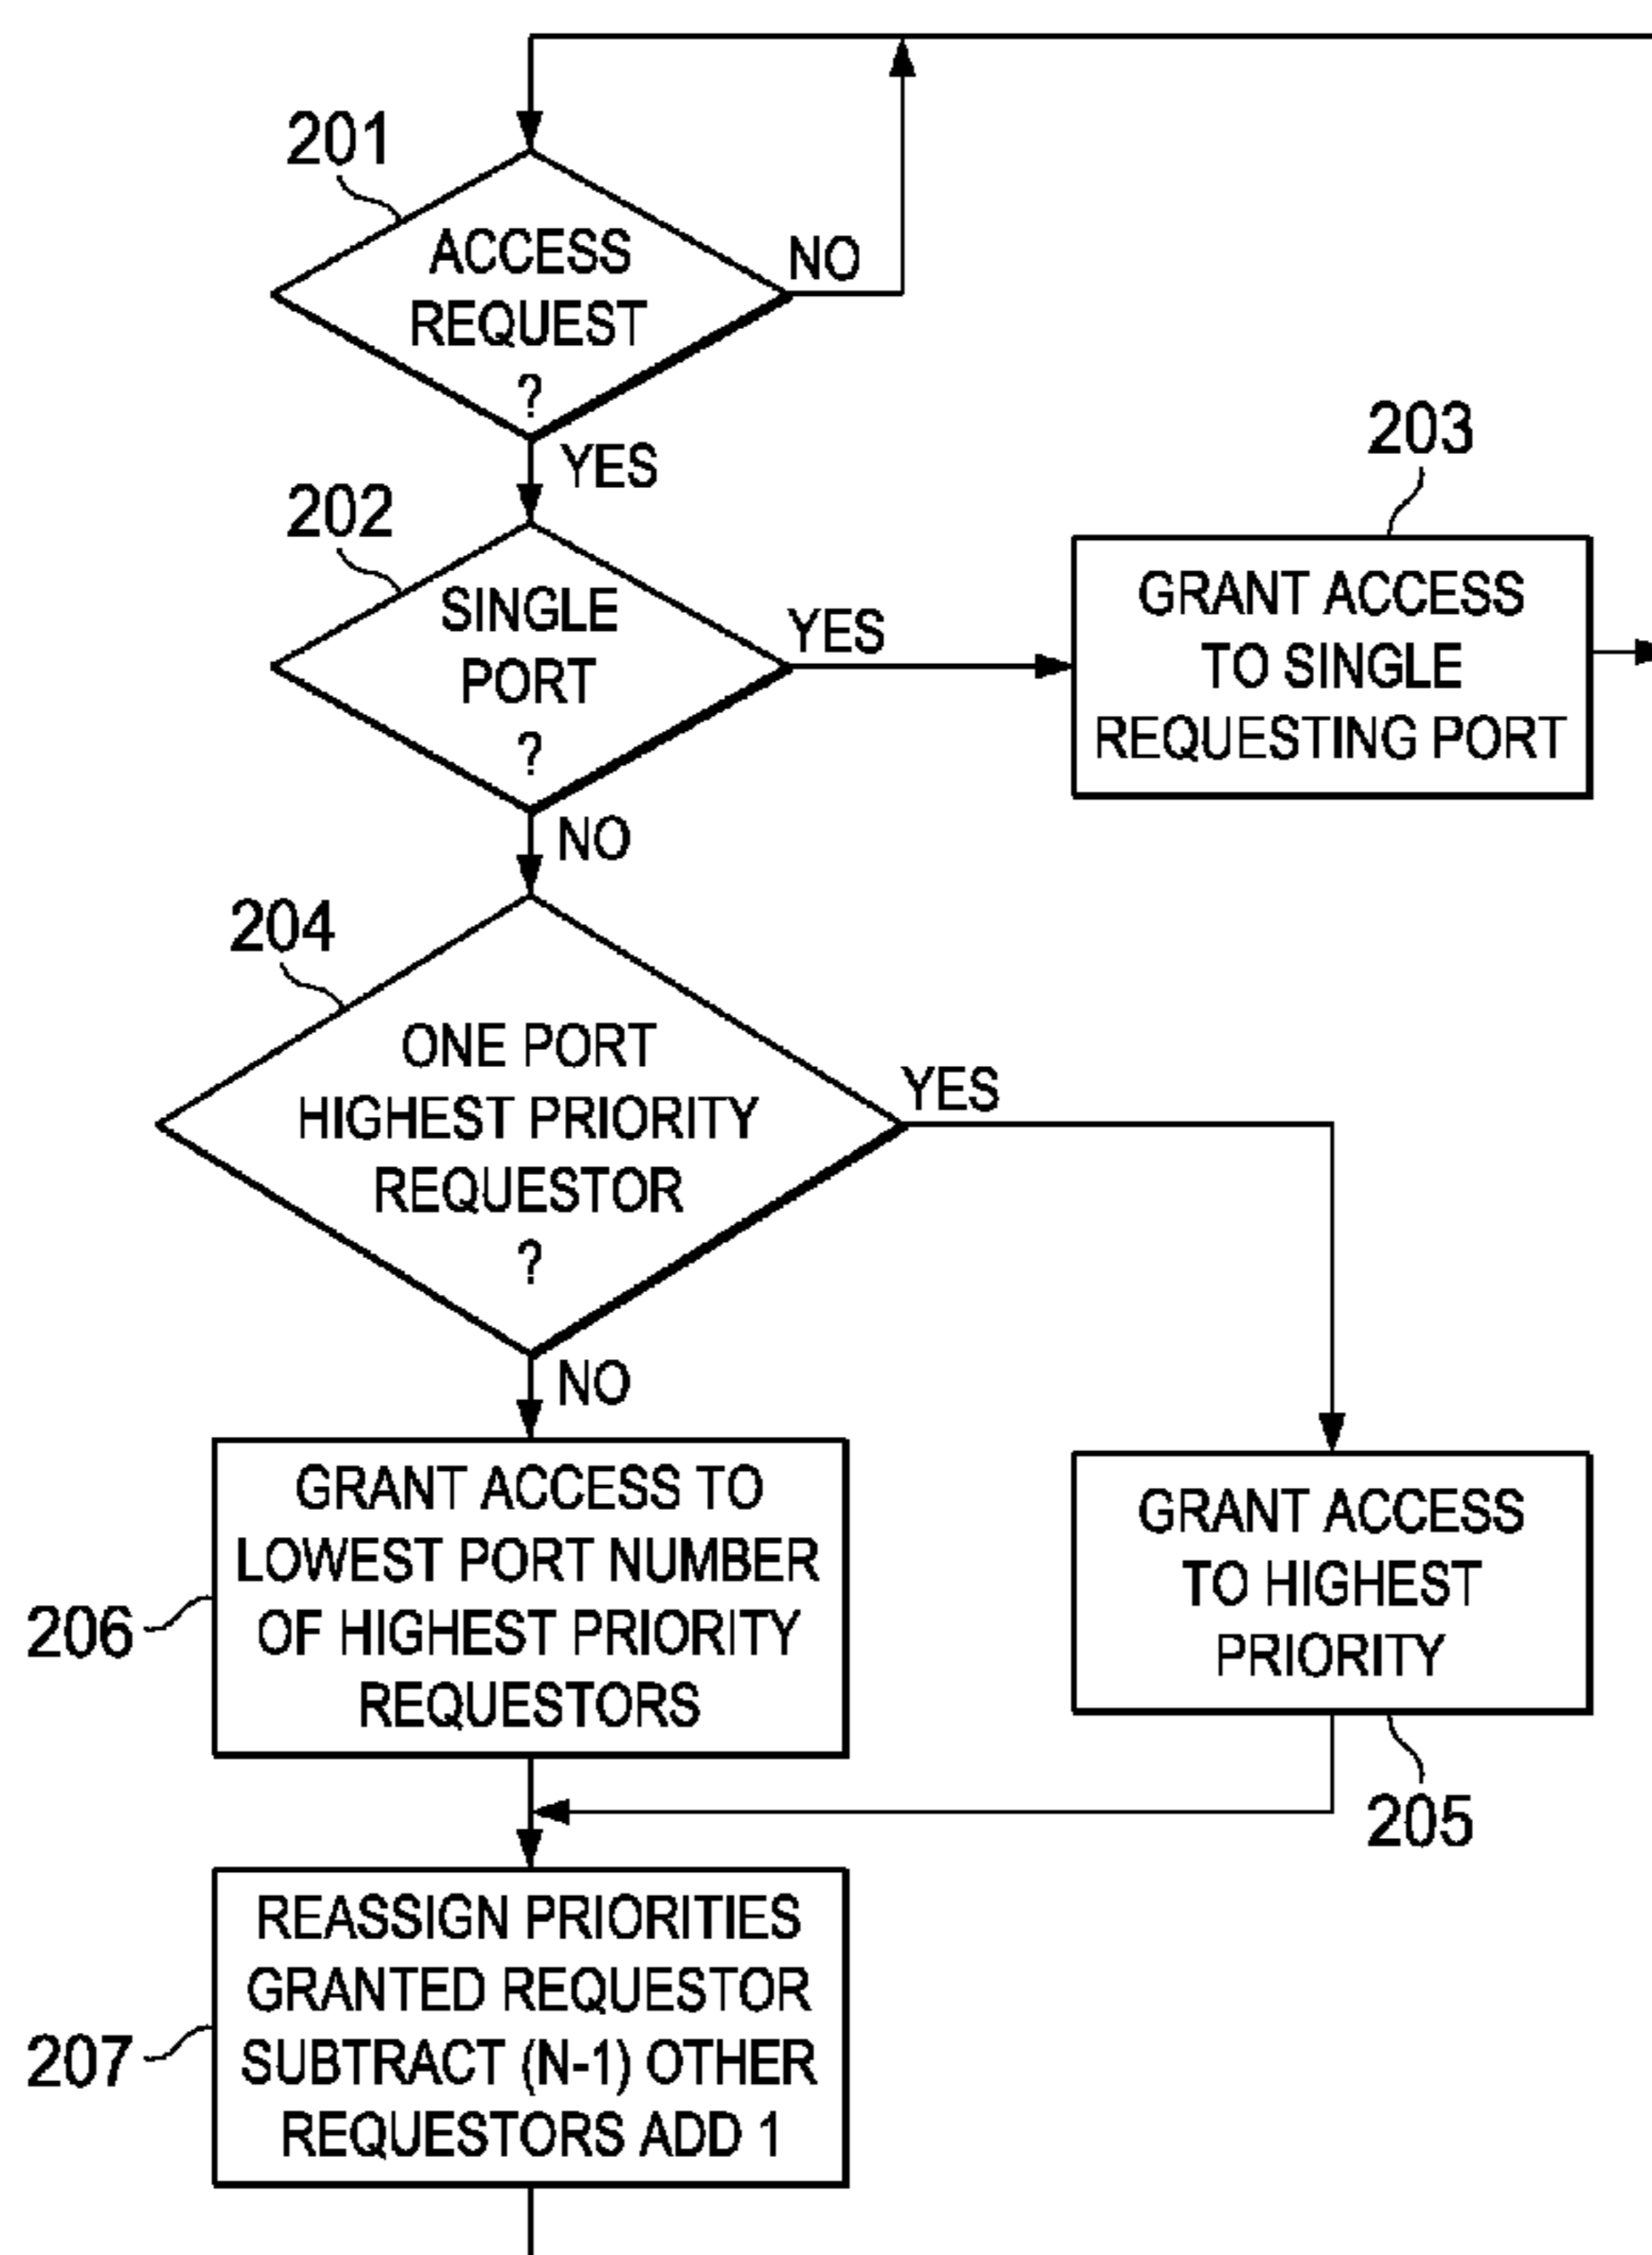 201
ACCESS
REQUEST
?
NO
YES
202
SINGLE
PORT
?
YES
203
GRANT ACCESS
TO SINGLE
REQUESTING PORT
NO
204
ONE PORT
HIGHEST PRIORITY
REQUESTOR
?
YES
NO
206
GRANT ACCESS TO
LOWEST PORT NUMBER
OF HIGHEST PRIORITY
REQUESTORS
GRANT ACCESS
TO HIGHEST
PRIORITY
205
207
REASSIGN PRIORITIES
GRANTED REQUESTOR
SUBTRACT (N-1) OTHER
REQUESTORS ADD 1